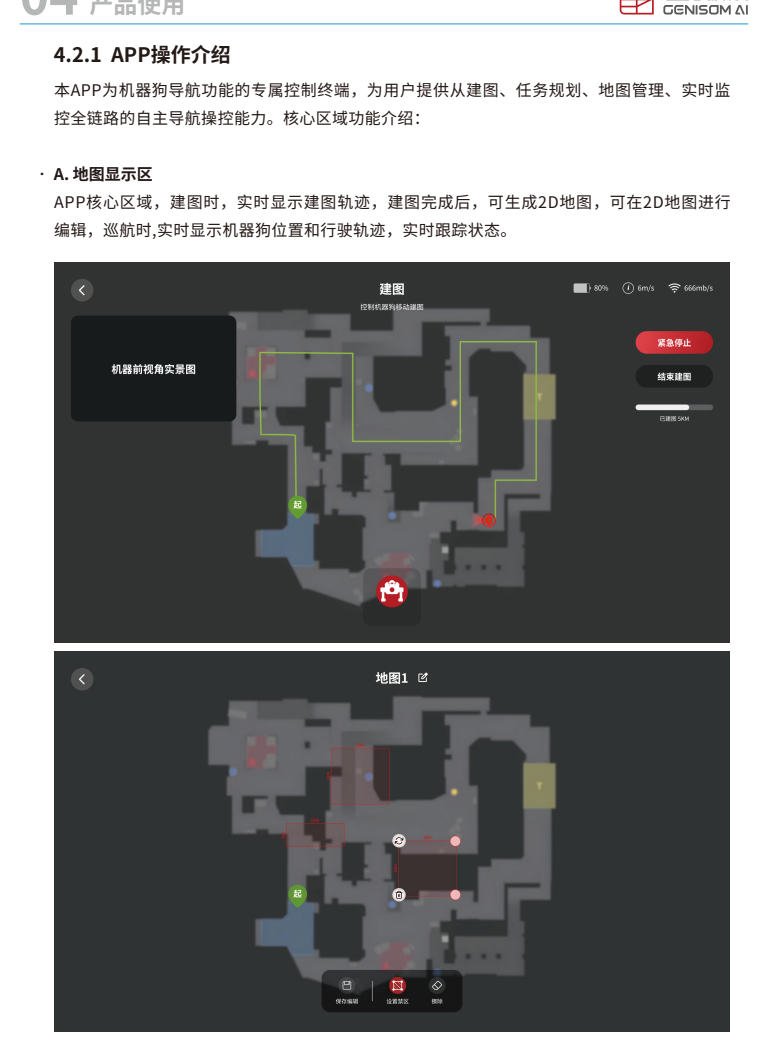 04 产品使用
GENISOM AI
4.2.1 APP操作介绍
本APP为机器狗导航功能的专属控制终端，为用户提供从建图、任务规划、地图管理、实时监
控全链路的自主导航操控能力。核心区域功能介绍：
· A. 地图显示区
APP核心区域，建图时，实时显示建图轨迹，建图完成后，可生成2D地图，可在2D地图进行
编辑，巡航时,实时显示机器狗位置和行驶轨迹，实时跟踪状态。
建图
80% 6m/s 666mb/s
控制机器狗移动建图
紧急停止
机器前视角实景图
结束建图
已建图 5KM
起
地图1
起
保存编辑 设置禁区 擦除